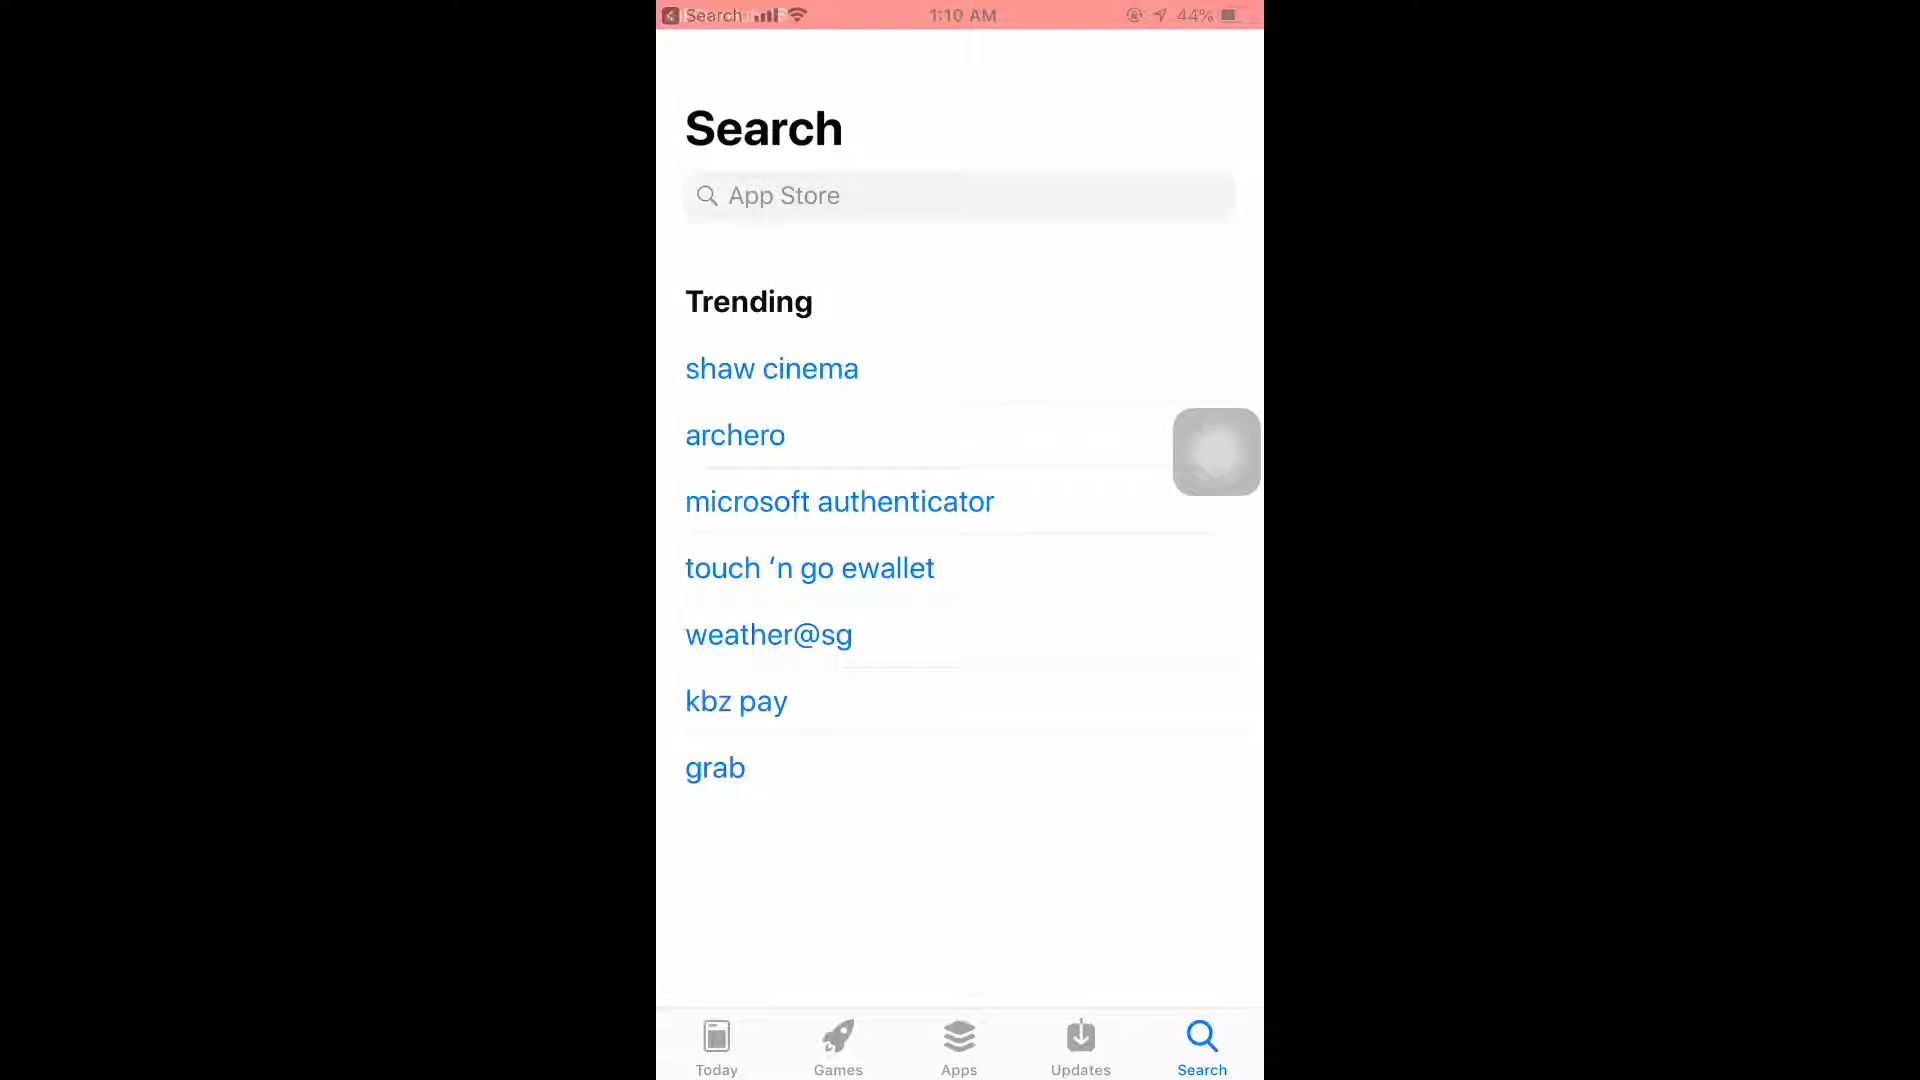 Search 1:10 AM 44%
Search
App Store
Trending
shaw cinema
archero
microsoft authenticator
touch ‘n go ewallet
weather@sg
kbz pay
grab
Today Games Apps Updates Search